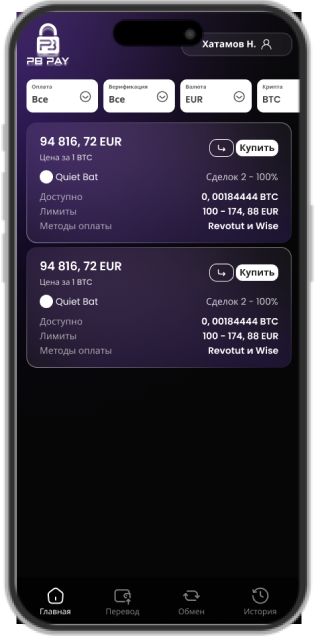 PB PAY
Хатамов Н.
Оплата
Все
Верификация
Все
Валюта
EUR
Крипта
BTC
94 816, 72 EUR
Цена за 1 BTC
Купить
Quiet Bat
Сделок 2 - 100%
Доступно
0, 00184444 BTC
Лимиты
100 - 174, 88 EUR
Методы оплаты
Revotut и Wise
94 816, 72 EUR
Цена за 1 BTC
Купить
Quiet Bat
Сделок 2 - 100%
Доступно
0, 00184444 BTC
Лимиты
100 - 174, 88 EUR
Методы оплаты
Revotut и Wise
Главная
Перевод
Обмен
История